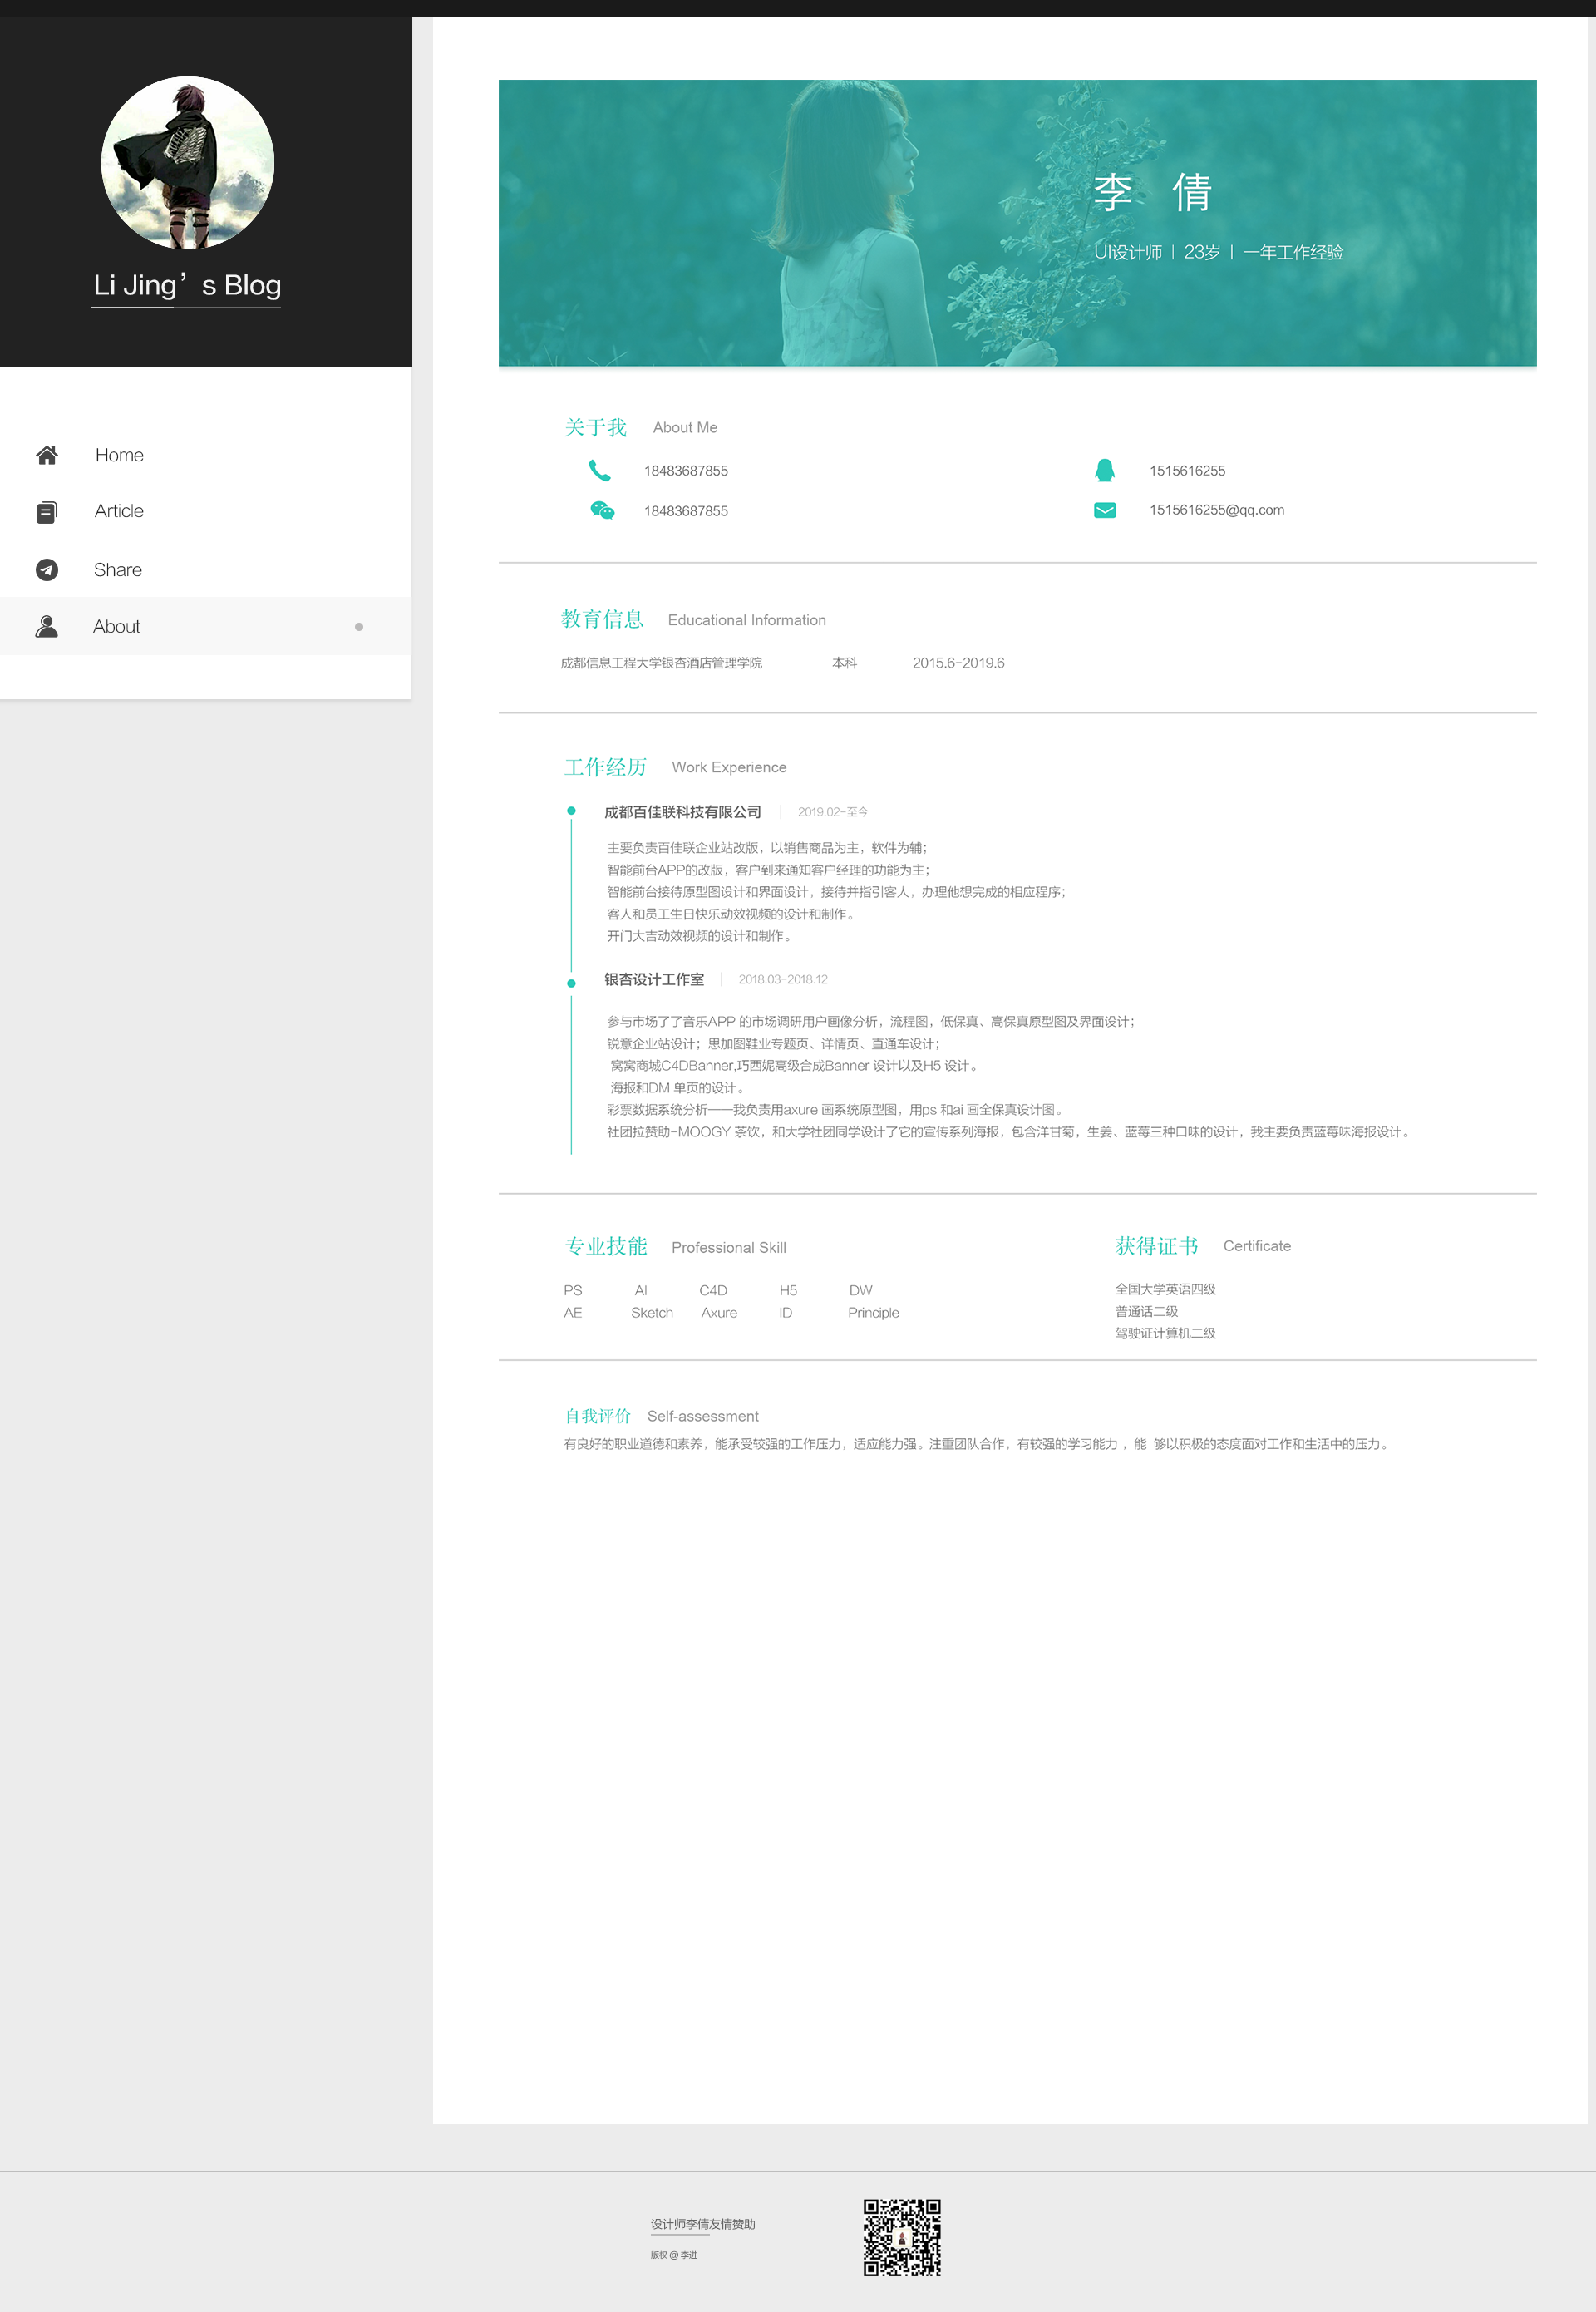 Li Jing’s Blog
Home
Article
Share
About
李 倩
UI设计师 | 23岁 | 一年工作经验
关于我 About Me
18483687855 1515616255
18483687855 1515616255@qq.com
教育信息 Educational Information
成都信息工程大学银杏酒店管理学院 本科 2015.6-2019.6
工作经历 Work Experience
成都百佳联科技有限公司 | 2019.02-至今
主要负责百佳联企业站改版，以销售商品为主，软件为辅；
智能前台APP的改版，客户到来通知客户经理的功能为主；
智能前台接待原型图设计和界面设计，接待并指引客人，办理他想完成的相应程序；
客人和员工生日快乐动效视频的设计和制作。
开门大吉动效视频的设计和制作。
银杏设计工作室 | 2018.03-2018.12
参与市场了了音乐APP 的市场调研用户画像分析，流程图，低保真、高保真原型图及界面设计；
锐意企业站设计；思加图鞋业专题页、详情页、直通车设计；
窝窝商城C4DBanner,巧西妮高级合成Banner 设计以及H5 设计。
海报和DM 单页的设计。
彩票数据系统分析——我负责用axure 画系统原型图，用ps 和ai 画全保真设计图。
社团拉赞助-MOOGY 茶饮，和大学社团同学设计了它的宣传系列海报，包含洋甘菊，生姜、蓝莓三种口味的设计，我主要负责蓝莓味海报设计。
专业技能 Professional Skill
PS AI C4D H5 DW
AE Sketch Axure ID Principle
获得证书 Certificate
全国大学英语四级
普通话二级
驾驶证计算机二级
自我评价 Self-assessment
有良好的职业道德和素养，能承受较强的工作压力，适应能力强。注重团队合作，有较强的学习能力 ，能 够以积极的态度面对工作和生活中的压力。
设计师李倩友情赞助
版权 @ 李进